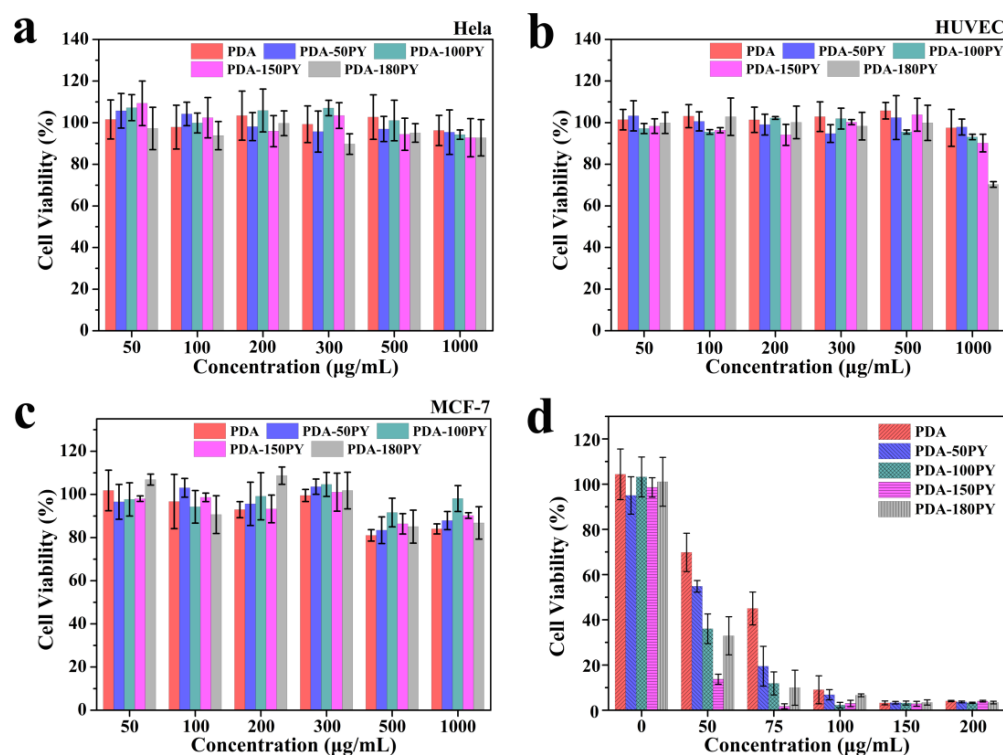 a
Hela
140
120
100
80
60
40
20
0
Cell Viability (%)
PDA PDA-50PY PDA-100PY
PDA-150PY PDA-180PY
50 100 200 300 500 1000
Concentration (μg/mL)
b
HUVEC
140
120
100
80
60
40
20
0
Cell Viability (%)
PDA PDA-50PY PDA-100PY
PDA-150PY PDA-180PY
50 100 200 300 500 1000
Concentration (μg/mL)
c
MCF-7
120
100
80
60
40
20
0
Cell Viability (%)
PDA PDA-50PY PDA-100PY
PDA-150PY PDA-180PY
50 100 200 300 500 1000
Concentration (μg/mL)
d
120
100
80
60
40
20
0
Cell Viability (%)
PDA
PDA-50PY
PDA-100PY
PDA-150PY
PDA-180PY
0 50 75 100 150 200
Concentration (μg/mL)